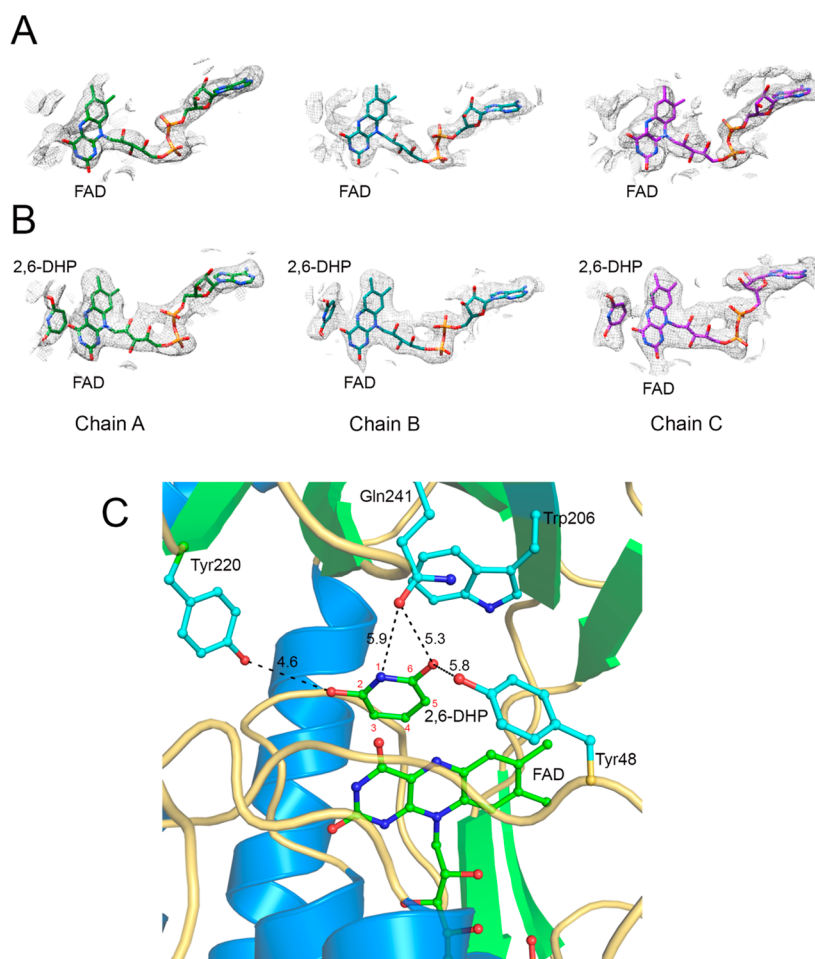 A
FAD
FAD
FAD
B
2,6-DHP
2,6-DHP
2,6-DHP
FAD
FAD
FAD
Chain A
Chain B
Chain C
C
Gln241
Trp206
Tyr220
5.9
5.3
4.6
1
6
5.8
2
5
2,6-DHP
3
4
FAD
Tyr48